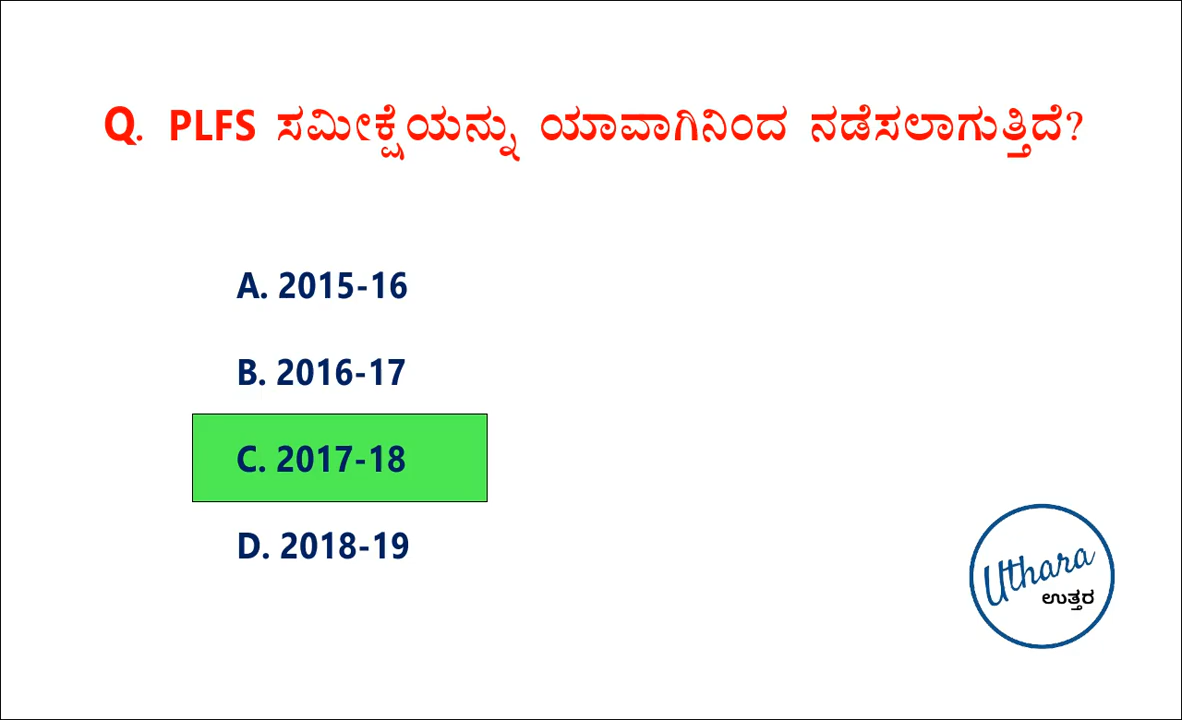 Q. PLFS ಸಮೀಕ್ಷೆಯನ್ನು ಯಾವಾಗಿನಿಂದ ನಡೆಸಲಾಗುತ್ತಿದೆ?
A. 2015-16
B. 2016-17
C. 2017-18
D. 2018-19
Uthara
ಉತ್ತರ